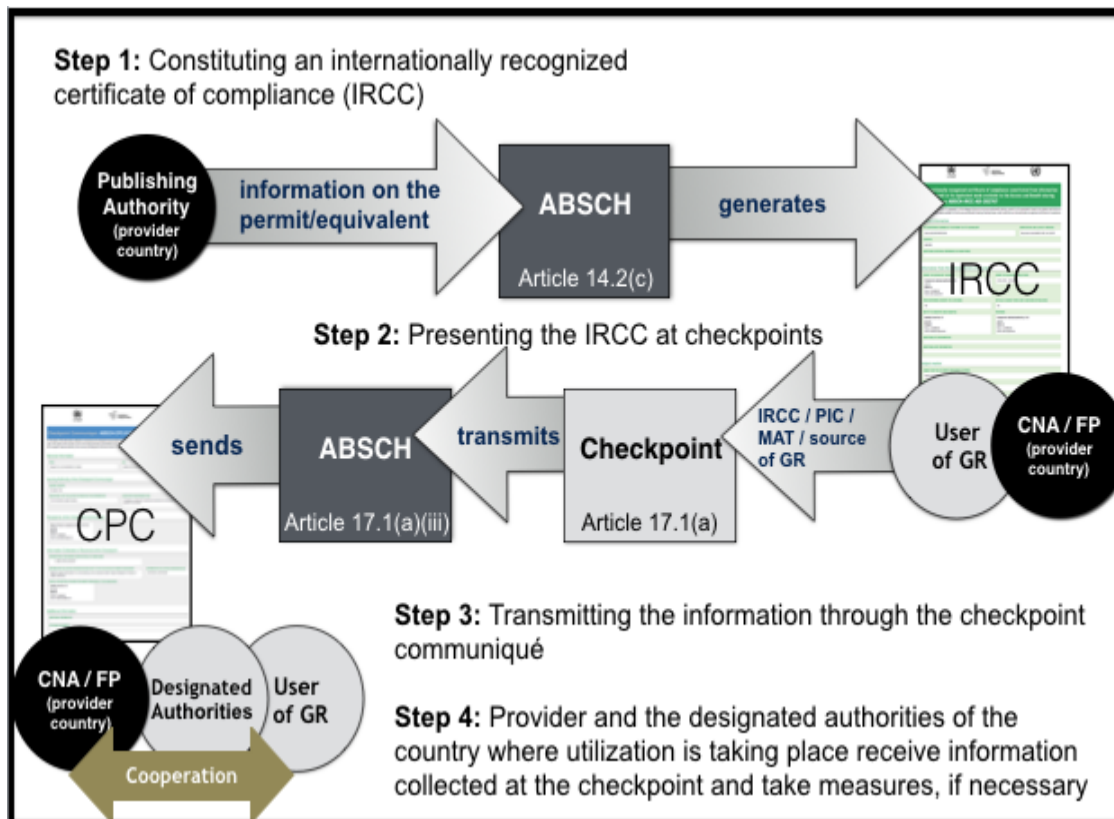 Step 1: Constituting an internationally recognized
certificate of compliance (IRCC)
Publishing
Authority
(provider
country)
information on the
permit/equivalent
ABSCH
Article 14.2(c)
generates
IRCC
Step 2: Presenting the IRCC at checkpoints
CPC
sends
ABSCH
Article 17.1(a)(iii)
transmits
Checkpoint
Article 17.1(a)
IRCC / PIC /
MAT / source
of GR
User
of GR
CNA / FP
(provider
country)
Step 3: Transmitting the information through the checkpoint
communiqué
CNA / FP
(provider
country)
Designated
Authorities
User
of GR
Cooperation
Step 4: Provider and the designated authorities of the
country where utilization is taking place receive information
collected at the checkpoint and take measures, if necessary